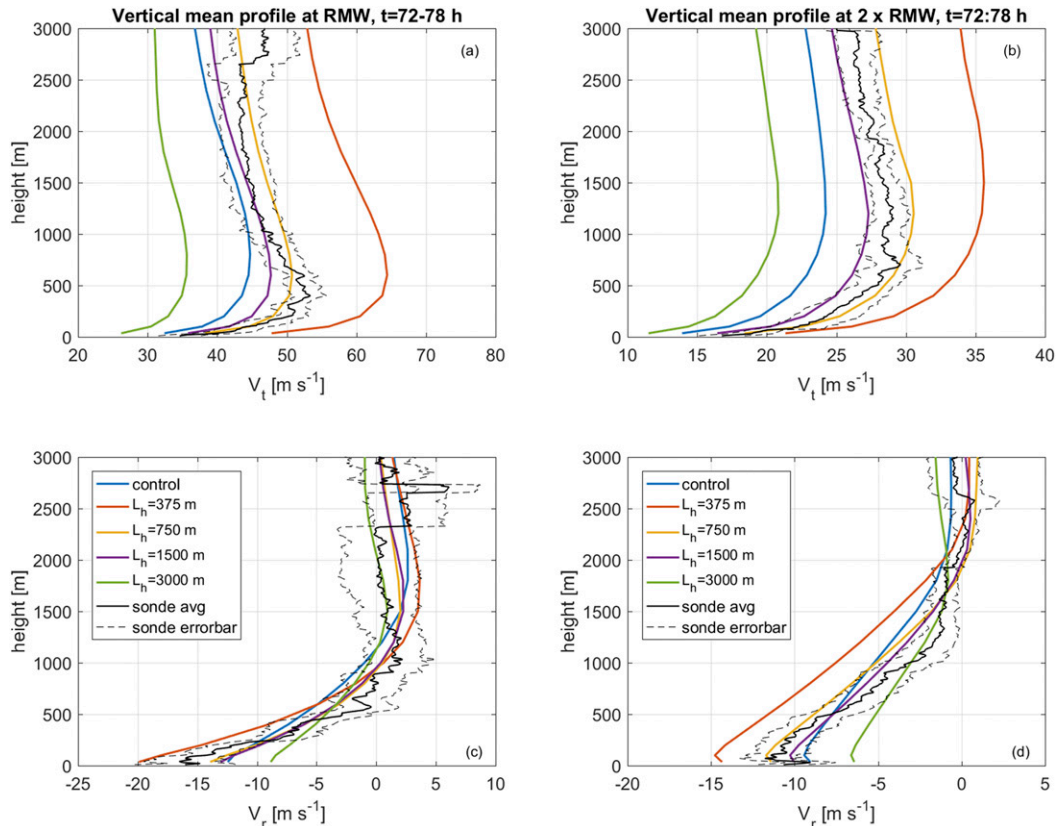 Vertical mean profile at RMW, t=72-78 h
3000
2500
2000
1500
1000
500
0
height [m]
(a)
20 30 40 50 60 70 80
V_t [m s⁻¹]
Vertical mean profile at 2 x RMW, t=72:78 h
3000
2500
2000
1500
1000
500
0
height [m]
(b)
10 15 20 25 30 35 40
V_t [m s⁻¹]
3000
2500
2000
1500
1000
500
0
height [m]
control
L_h=375 m
L_h=750 m
L_h=1500 m
L_h=3000 m
sonde avg
sonde errorbar
(c)
-25 -20 -15 -10 -5 0 5 10
V_r [m s⁻¹]
3000
2500
2000
1500
1000
500
0
height [m]
control
L_h=375 m
L_h=750 m
L_h=1500 m
L_h=3000 m
sonde avg
sonde errorbar
(d)
-20 -15 -10 -5 0 5
V_r [m s⁻¹]